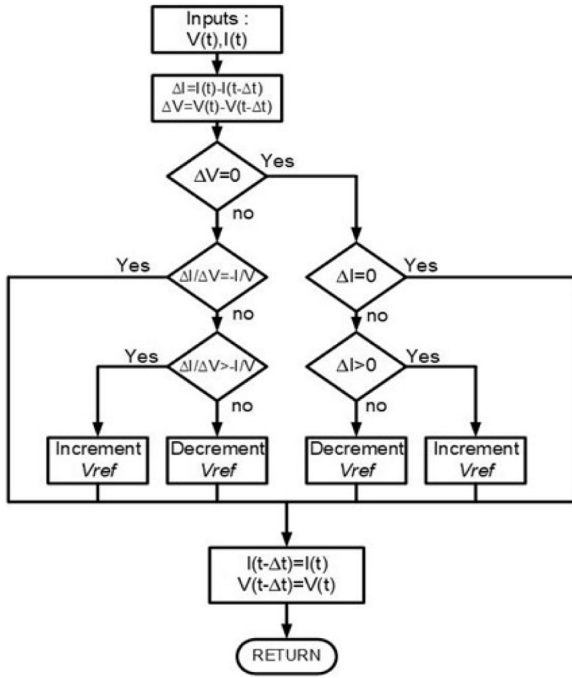 Inputs :
V(t),I(t)
ΔI=I(t)-I(t-Δt)
ΔV=V(t)-V(t-Δt)
Yes
ΔV=0
no
Yes
ΔI/ΔV=-I/V
ΔI=0
Yes
no
no
Yes
ΔI/ΔV>-I/V
ΔI>0
Yes
no
no
Increment
Vref
Decrement
Vref
Decrement
Vref
Increment
Vref
I(t-Δt)=I(t)
V(t-Δt)=V(t)
RETURN